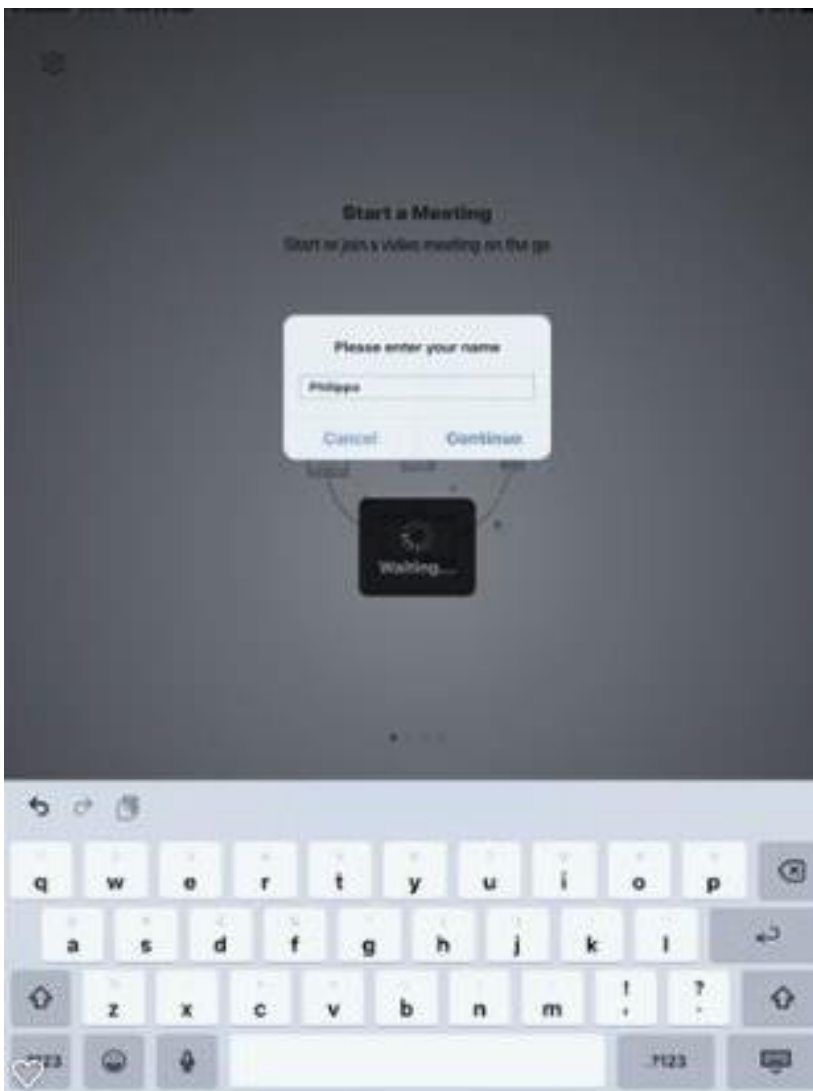 Start a Meeting
Start or join a video meeting on the go
Please enter your name
Philippa
Cancel
Continue
Waiting...
q w e r t y u i o p
a s d f g h j k l
z x c v b n m ! , ? .
.?123 .?123